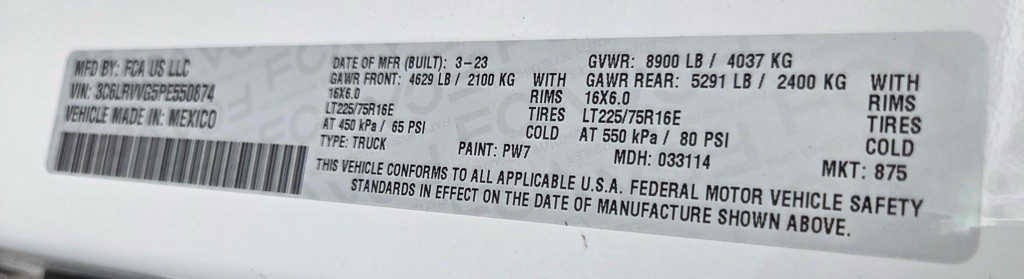 MFD BY: FCA US LLC
VIN: 3C6LRVVG5PE550874
VEHICLE MADE IN: MEXICO
DATE OF MFR (BUILT): 3-23
GAWR FRONT: 4629 LB / 2100 KG WITH
16X6.0 RIMS
LT225/75R16E TIRES
AT 450 kPa / 65 PSI COLD
TYPE: TRUCK PAINT: PW7
GVWR: 8900 LB / 4037 KG
GAWR REAR: 5291 LB / 2400 KG WITH
16X6.0 RIMS
LT225/75R16E TIRES
AT 550 kPa / 80 PSI COLD
MDH: 033114 MKT: 875
THIS VEHICLE CONFORMS TO ALL APPLICABLE U.S.A. FEDERAL MOTOR VEHICLE SAFETY
STANDARDS IN EFFECT ON THE DATE OF MANUFACTURE SHOWN ABOVE.